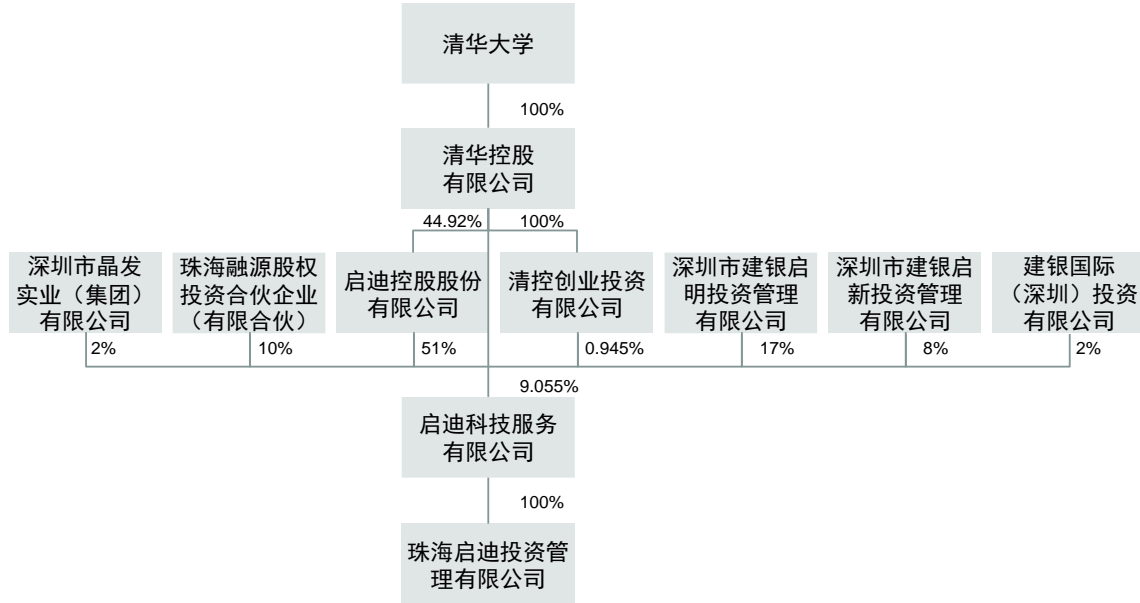 清华大学
100%
清华控股
有限公司
44.92%
100%
深圳市晶发
实业（集团）
有限公司
珠海融源股权
投资合伙企业
（有限合伙）
启迪控股股份
有限公司
清控创业投资
有限公司
深圳市建银启
明投资管理
有限公司
深圳市建银启
新投资管理
有限公司
建银国际
（深圳）投资
有限公司
2%
10%
51%
0.945%
17%
8%
2%
9.055%
启迪科技服务
有限公司
100%
珠海启迪投资管
理有限公司